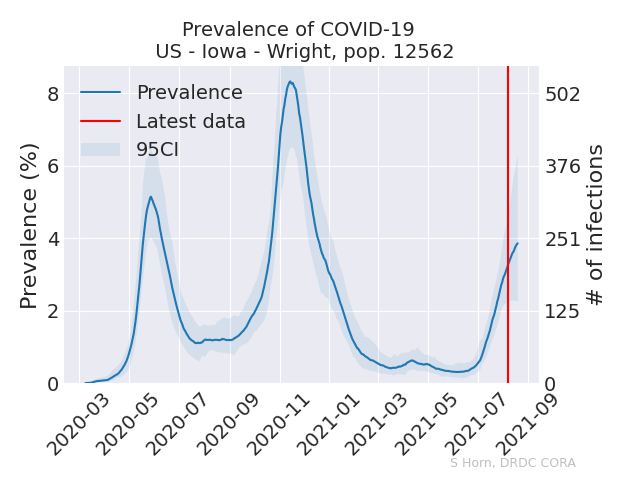 Prevalence of COVID-19
US - Iowa - Wright, pop. 12562
Prevalence
Latest data
95CI
Prevalence (%)
8
6
4
2
0
502
376
251
125
0
# of infections
2020-03
2020-05
2020-07
2020-09
2020-11
2021-01
2021-03
2021-05
2021-07
2021-09
S Horn, DRDC CORA